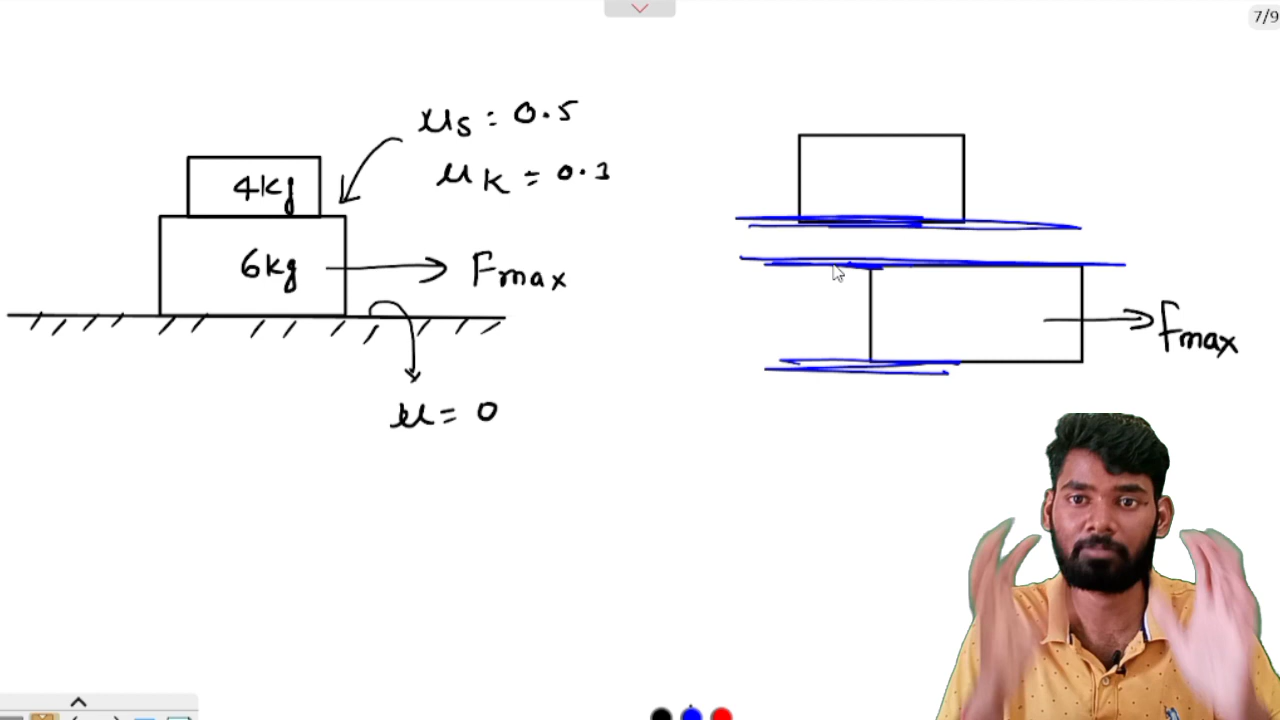 7/9
μs = 0.5
4kg
μk = 0.3
6kg
Fmax
Fmax
μ = 0